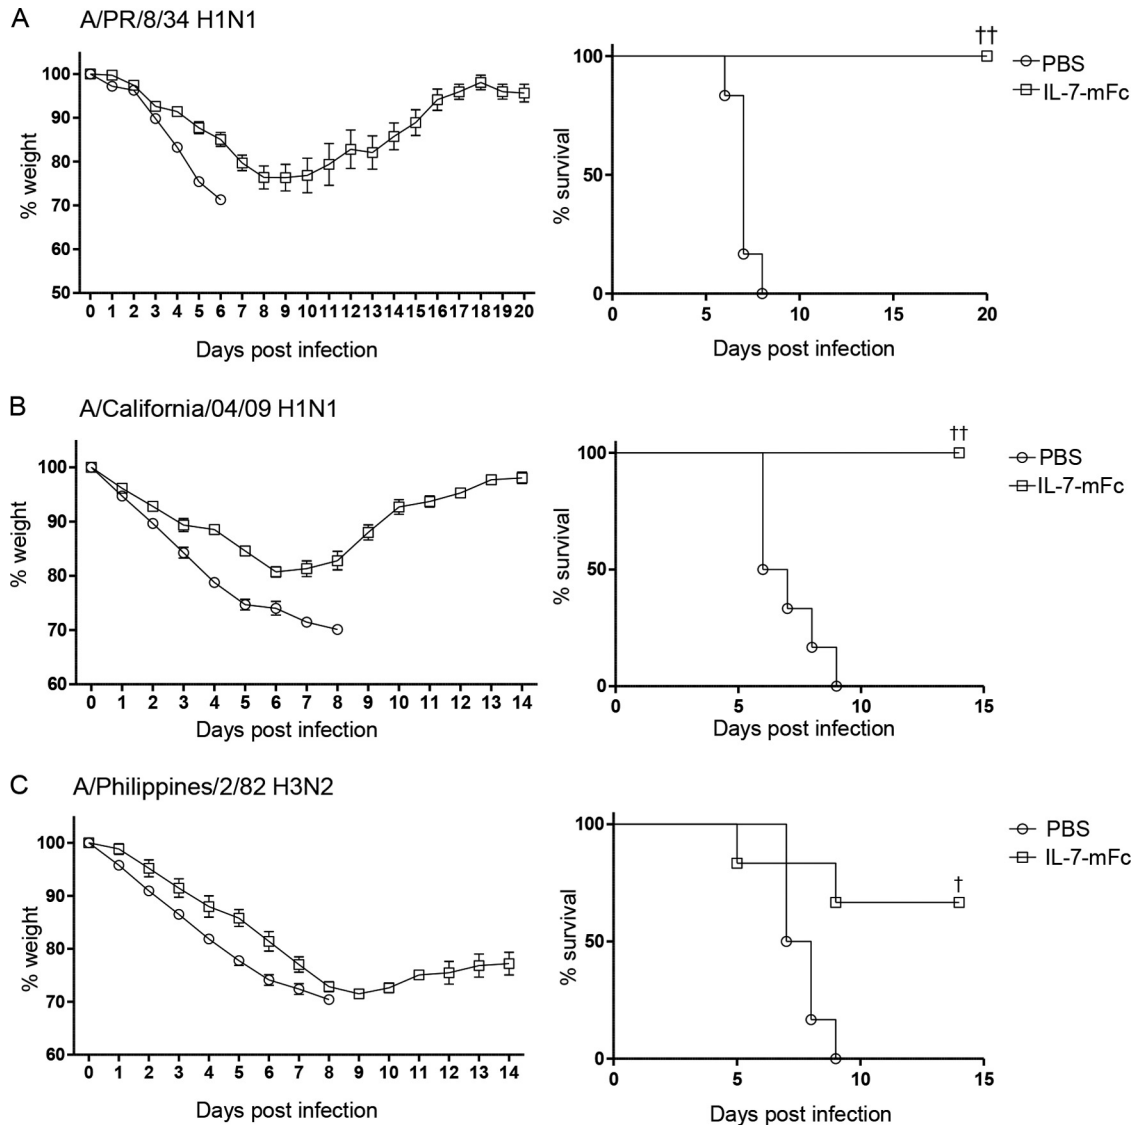 A A/PR/8/34 H1N1
100
90
80
70
60
50
% weight
0 1 2 3 4 5 6 7 8 9 10 11 12 13 14 15 16 17 18 19 20
Days post infection
100
50
0
% survival
††
PBS
IL-7-mFc
0 5 10 15 20
Days post infection
B A/California/04/09 H1N1
100
90
80
70
60
% weight
0 1 2 3 4 5 6 7 8 9 10 11 12 13 14
Days post infection
100
50
0
% survival
††
PBS
IL-7-mFc
0 5 10 15
Days post infection
C A/Philippines/2/82 H3N2
100
90
80
70
60
% weight
0 1 2 3 4 5 6 7 8 9 10 11 12 13 14
Days post infection
100
50
0
% survival
†
PBS
IL-7-mFc
0 5 10 15
Days post infection